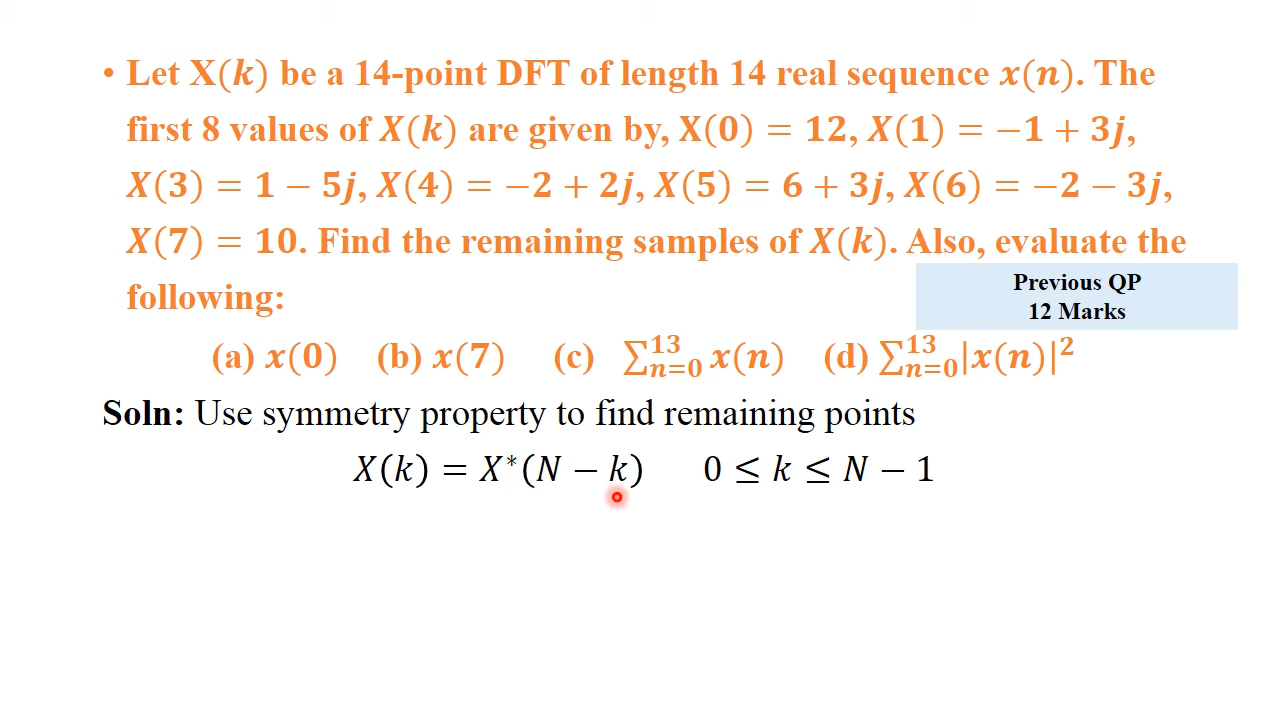 • Let X(k) be a 14-point DFT of length 14 real sequence x(n). The
first 8 values of X(k) are given by, X(0) = 12, X(1) = −1 + 3j,
X(3) = 1 − 5j, X(4) = −2 + 2j, X(5) = 6 + 3j, X(6) = −2 − 3j,
X(7) = 10. Find the remaining samples of X(k). Also, evaluate the
following:
Previous QP
12 Marks
(a) x(0) (b) x(7) (c) ∑_{n=0}^{13} x(n) (d) ∑_{n=0}^{13} |x(n)|²
Soln: Use symmetry property to find remaining points
X(k) = X*(N − k) 0 ≤ k ≤ N − 1